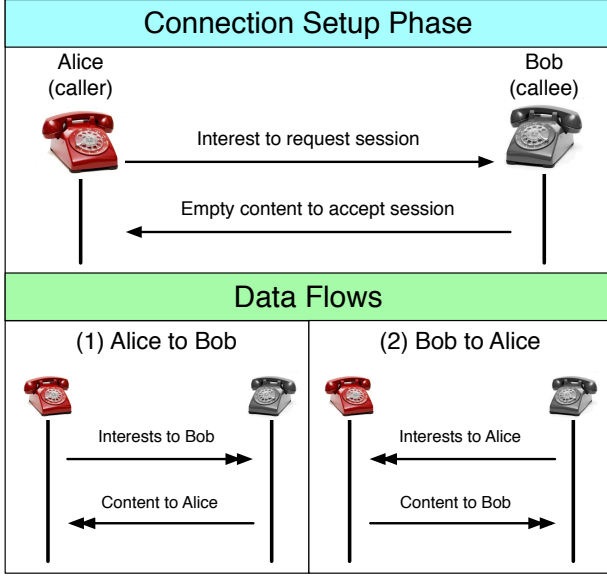 Connection Setup Phase
Alice
(caller)
Bob
(callee)
Interest to request session
Empty content to accept session
Data Flows
(1) Alice to Bob
(2) Bob to Alice
Interests to Bob
Interests to Alice
Content to Alice
Content to Bob